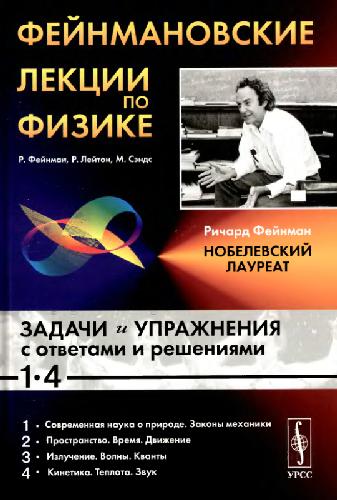 ФЕЙНМАНОВСКИЕ
ЛЕКЦИИ
ПО
ФИЗИКЕ
Р. Фейнман, Р. Лейтон, М. Сэндс
Ричард Фейнман
НОБЕЛЕВСКИЙ
ЛАУРЕАТ
ЗАДАЧИ и УПРАЖНЕНИЯ
с ответами и решениями
1•4
1 • Современная наука о природе. Законы механики
2 • Пространство. Время. Движение
3 • Излучение. Волны. Кванты
4 • Кинетика. Теплота. Звук
УРСС